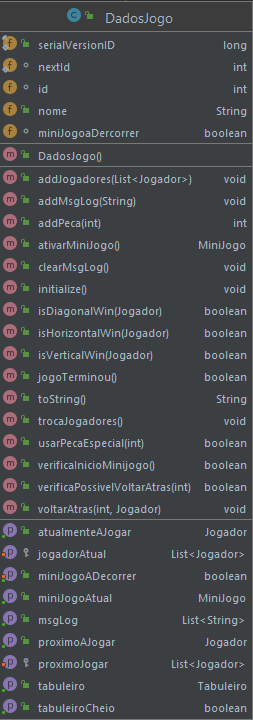 C DadosJogo
f serialVersionID long
f nextId int
f id int
f nome String
f miniJogoaDercorrer boolean
m DadosJogo()
m addJogadores(List<Jogador>) void
m addMsgLog(String) void
m addPeca(int) int
m ativarMiniJogo() MiniJogo
m clearMsgLog() void
m initialize() void
m isDiagonalWin(Jogador) boolean
m isHorizontalWin(Jogador) boolean
m isVerticalWin(Jogador) boolean
m jogoTerminou() boolean
m toString() String
m trocaJogadores() void
m usarPecaEspecial(int) boolean
m verificaInicioMinijogo() boolean
m verificaPossivelVoltarAtras(int) boolean
m voltarAtras(int, Jogador) void
p atualmenteAJogar Jogador
p jogadorAtual List<Jogador>
p miniJogoADecorrer boolean
p miniJogoAtual MiniJogo
p msgLog List<String>
p proximoAJogar Jogador
p proximoJogar List<Jogador>
p tabuleiro Tabuleiro
p tabuleiroCheio boolean